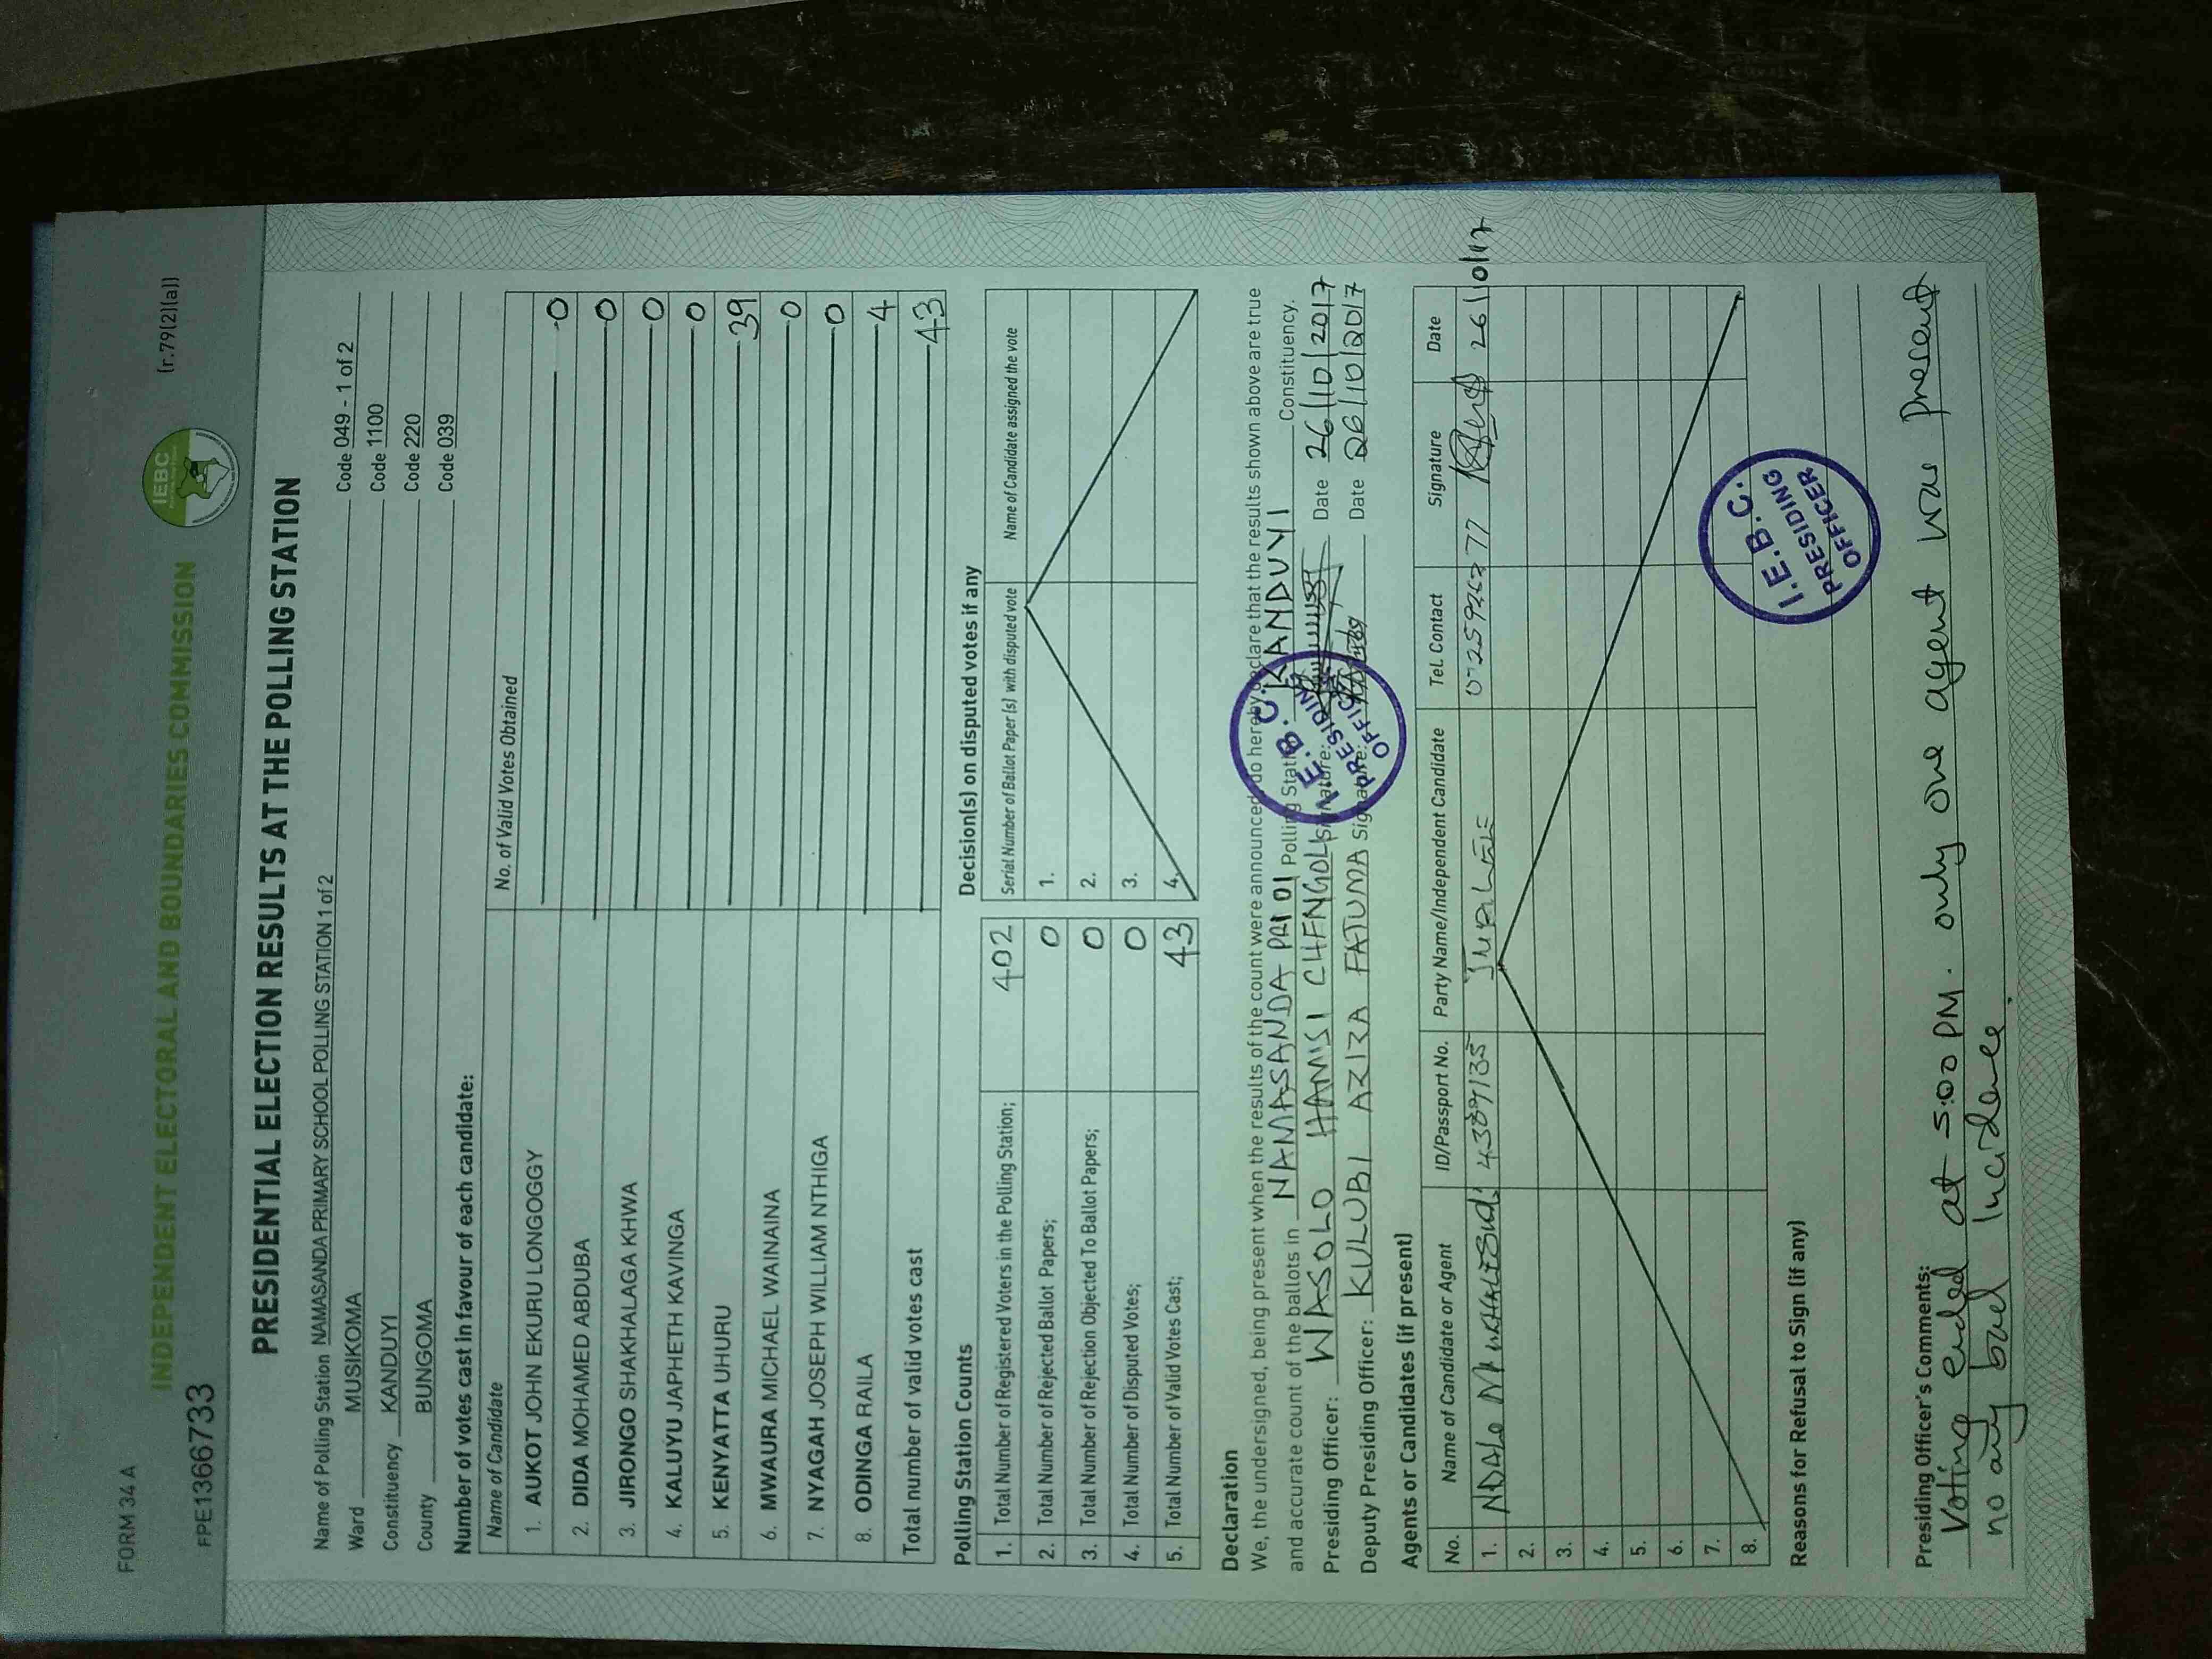 FORM 34 A
(r.79(2)(a))
FPE1366733
IEBC
INDEPENDENT ELECTORAL AND BOUNDARIES COMMISSION
PRESIDENTIAL ELECTION RESULTS AT THE POLLING STATION
Name of Polling Station NAMASANDA PRIMARY SCHOOL POLLING STATION 1 of 2 Code 049 - 1 of 2
Ward MUSIKOMA Code 1100
Constituency KANDUYI Code 220
County BUNGOMA Code 039
Number of votes cast in favour of each candidate:
Name of Candidate No. of Valid Votes Obtained
1. AUKOT JOHN EKURU LONGOGGY 0
2. DIDA MOHAMED ABDUBA 0
3. JIRONGO SHAKHALAGA KHWA 0
4. KALUYU JAPHETH KAVINGA 0
5. KENYATTA UHURU 39
6. MWAURA MICHAEL WAINAINA 0
7. NYAGAH JOSEPH WILLIAM NTHIGA 0
8. ODINGA RAILA 4
Total number of valid votes cast 43
Polling Station Counts
1. Total Number of Registered Voters in the Polling Station; 402
2. Total Number of Rejected Ballot Papers; 0
3. Total Number of Rejection Objected To Ballot Papers; 0
4. Total Number of Disputed Votes; 0
5. Total Number of Valid Votes Cast; 43
Decision(s) on disputed votes if any
Serial Number of Ballot Paper (s) with disputed vote Name of Candidate assigned the vote
1.
2.
3.
4.
Declaration
We, the undersigned, being present when the results of the count were announced, do hereby declare that the results shown above are true
and accurate count of the ballots in NAMASANDA PRI 01 Polling Station KANDUYI Constituency.
Presiding Officer: WASOLO HAMISI CHENGOLI Signature: Date 26/10/2017
Deputy Presiding Officer: KULUBI AZIZA FATUMA Signature: Date 26/10/2017
I.E.B.C. PRESIDING OFFICER
Agents or Candidates (if present)
No. Name of Candidate or Agent ID/Passport No. Party Name/Independent Candidate Tel. Contact Signature Date
1. NDALO JUBILEE 26/10/17
2.
3.
4.
5.
6.
7.
8.
I.E.B.C.
PRESIDING
OFFICER
Reasons for Refusal to Sign (if any)
Presiding Officer's Comments:
Voting ended at 5:00 PM. only one agent was present
no any bad incidence.